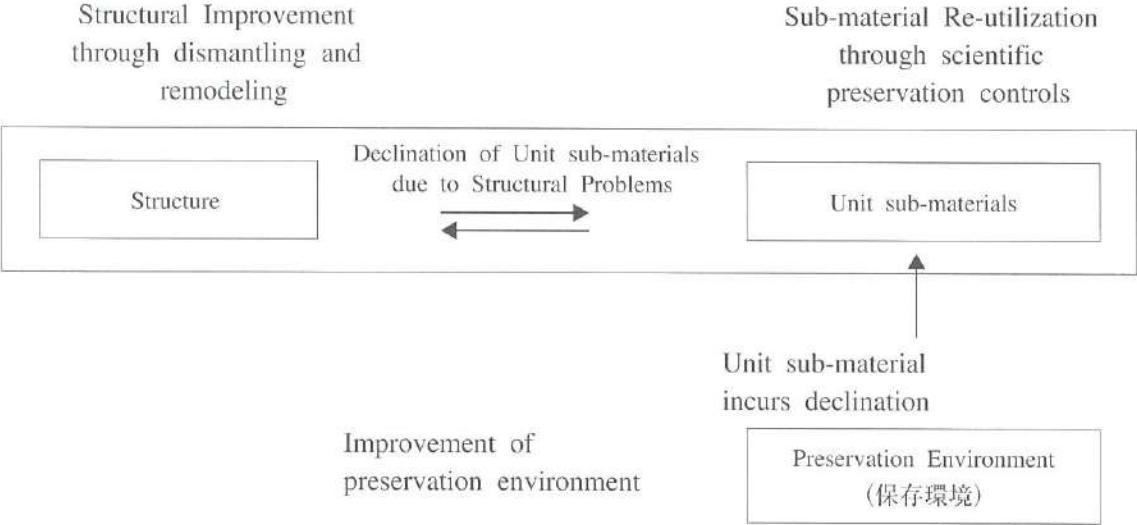 Structural Improvement
through dismantling and
remodeling
Sub-material Re-utilization
through scientific
preservation controls
Structure
Declination of Unit sub-materials
due to Structural Problems
Unit sub-materials
Unit sub-material
incurs declination
Improvement of
preservation environment
Preservation Environment
(保存環境)